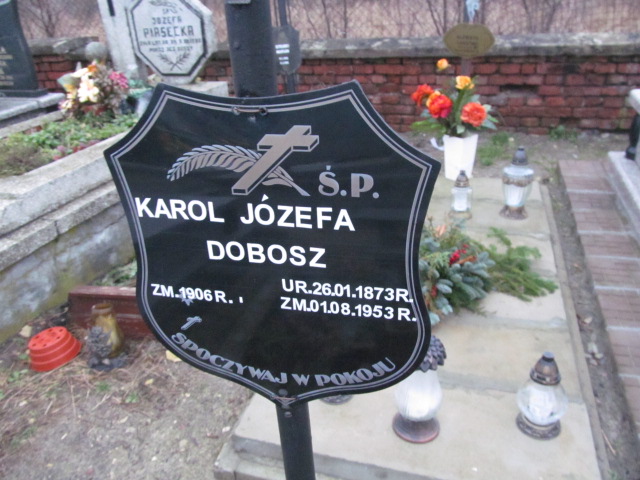 Ś.P.
KAROL JÓZEFA
DOBOSZ
ZM.1906 R. UR.26.01.1873R.
ZM.01.08.1953 R.
SPOCZYWAJ W POKOJU
JÓZEFA
PIASECKA